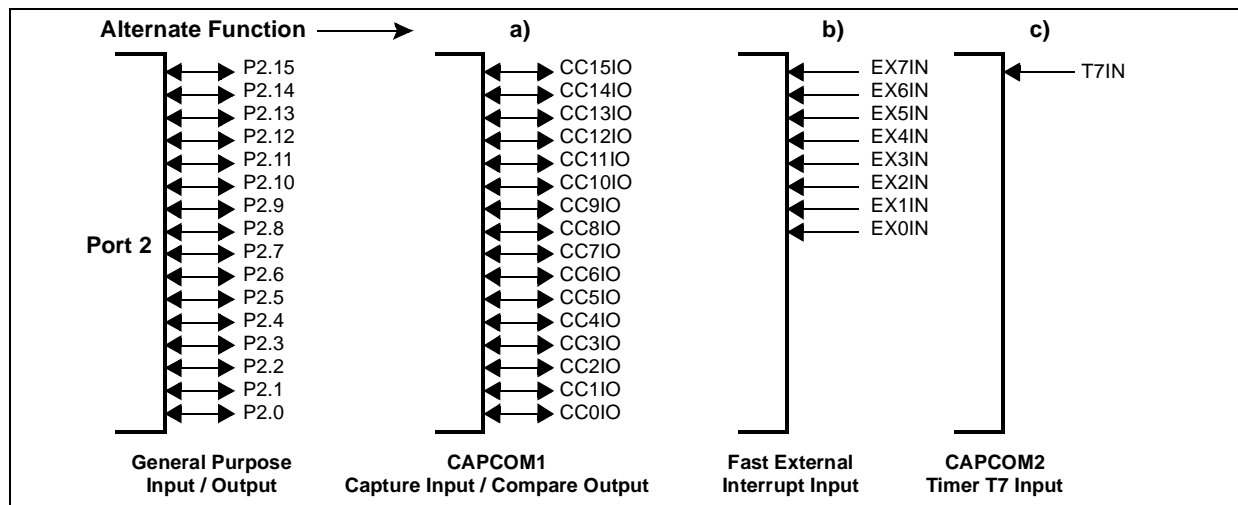 Alternate Function a) b) c)
P2.15 CC15IO EX7IN T7IN
P2.14 CC14IO EX6IN
P2.13 CC13IO EX5IN
P2.12 CC12IO EX4IN
P2.11 CC11IO EX3IN
P2.10 CC10IO EX2IN
P2.9 CC9IO EX1IN
P2.8 CC8IO EX0IN
Port 2
P2.7 CC7IO
P2.6 CC6IO
P2.5 CC5IO
P2.4 CC4IO
P2.3 CC3IO
P2.2 CC2IO
P2.1 CC1IO
P2.0 CC0IO
General Purpose CAPCOM1 Fast External CAPCOM2
Input / Output Capture Input / Compare Output Interrupt Input Timer T7 Input